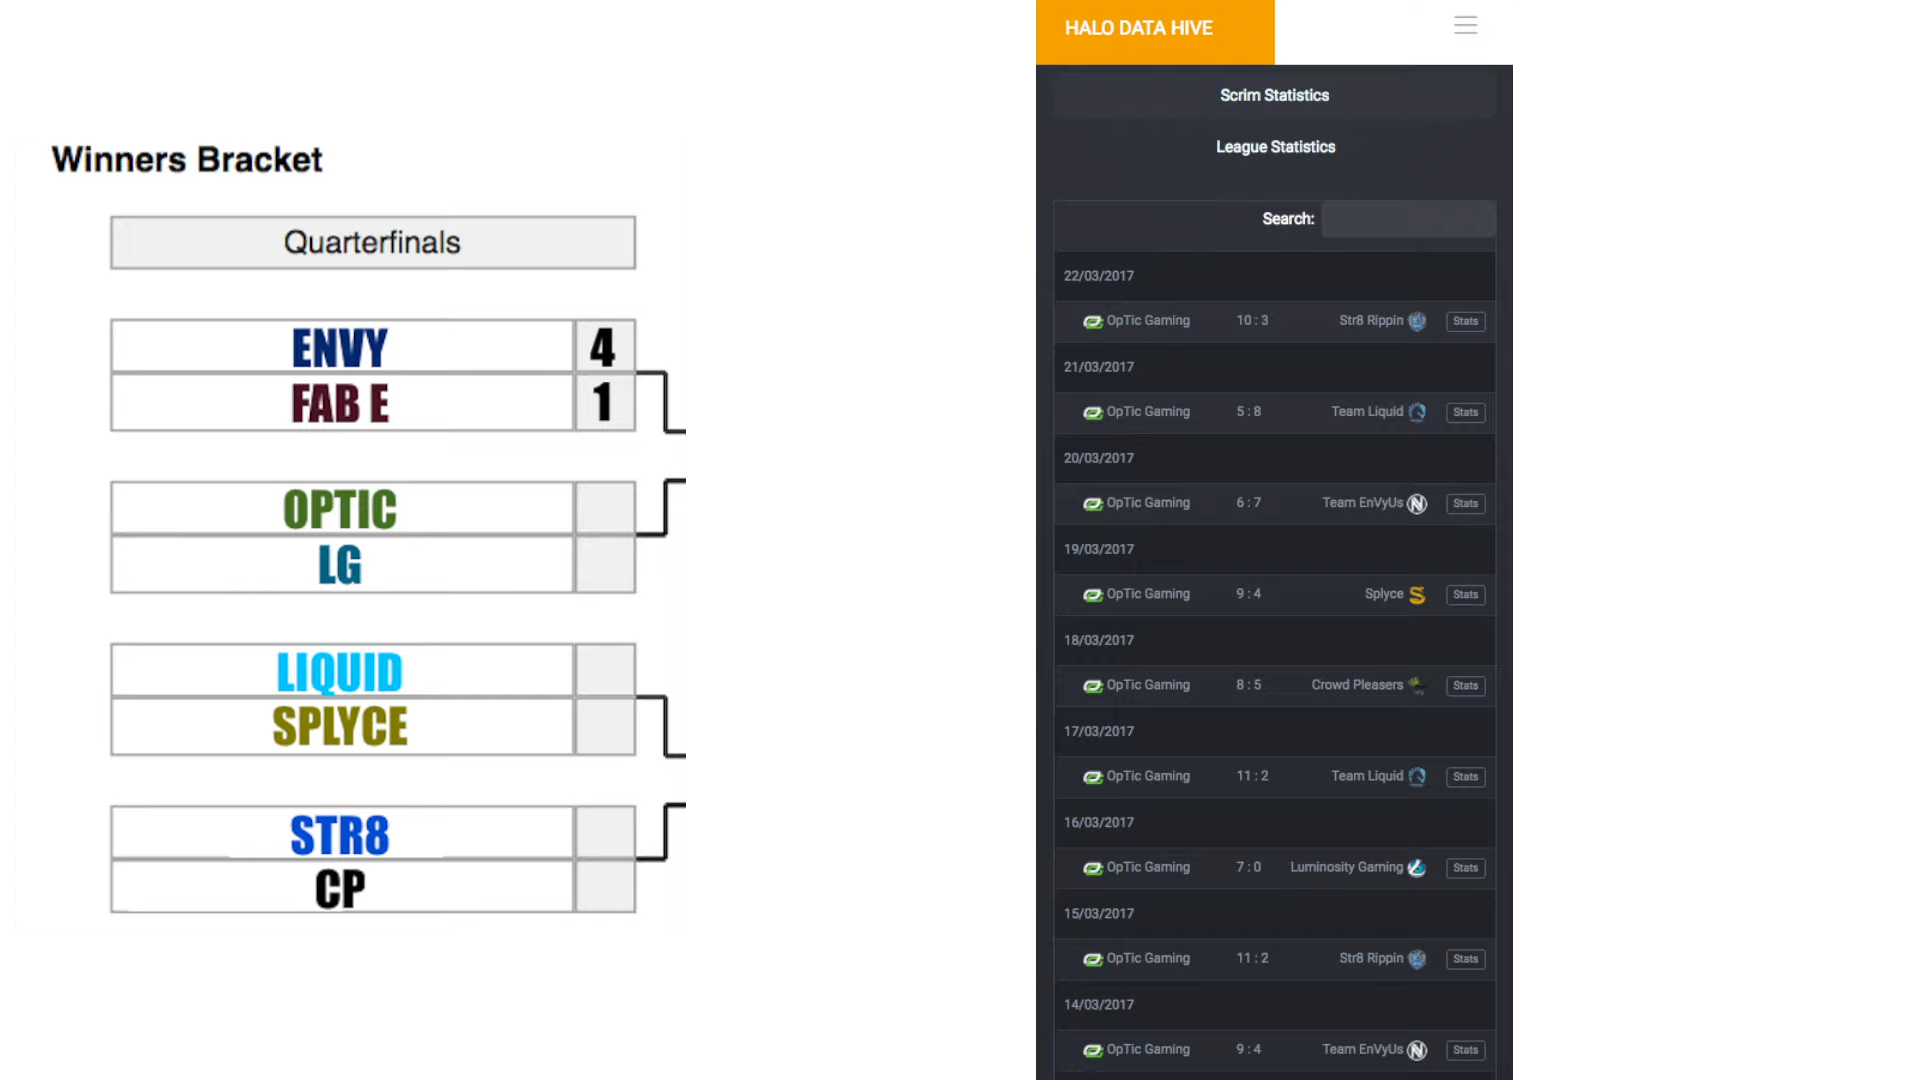 Winners Bracket
Quarterfinals
ENVY 4
FAB E 1
OPTIC
LG
LIQUID
SPLYCE
STR8
CP
HALO DATA HIVE
Scrim Statistics
League Statistics
Search:
22/03/2017
OpTic Gaming 10 : 3 Str8 Rippin Stats
21/03/2017
OpTic Gaming 5 : 8 Team Liquid Stats
20/03/2017
OpTic Gaming 6 : 7 Team EnVyUs Stats
19/03/2017
OpTic Gaming 9 : 4 Splyce Stats
18/03/2017
OpTic Gaming 8 : 5 Crowd Pleasers Stats
17/03/2017
OpTic Gaming 11 : 2 Team Liquid Stats
16/03/2017
OpTic Gaming 7 : 0 Luminosity Gaming Stats
15/03/2017
OpTic Gaming 11 : 2 Str8 Rippin Stats
14/03/2017
OpTic Gaming 9 : 4 Team EnVyUs Stats